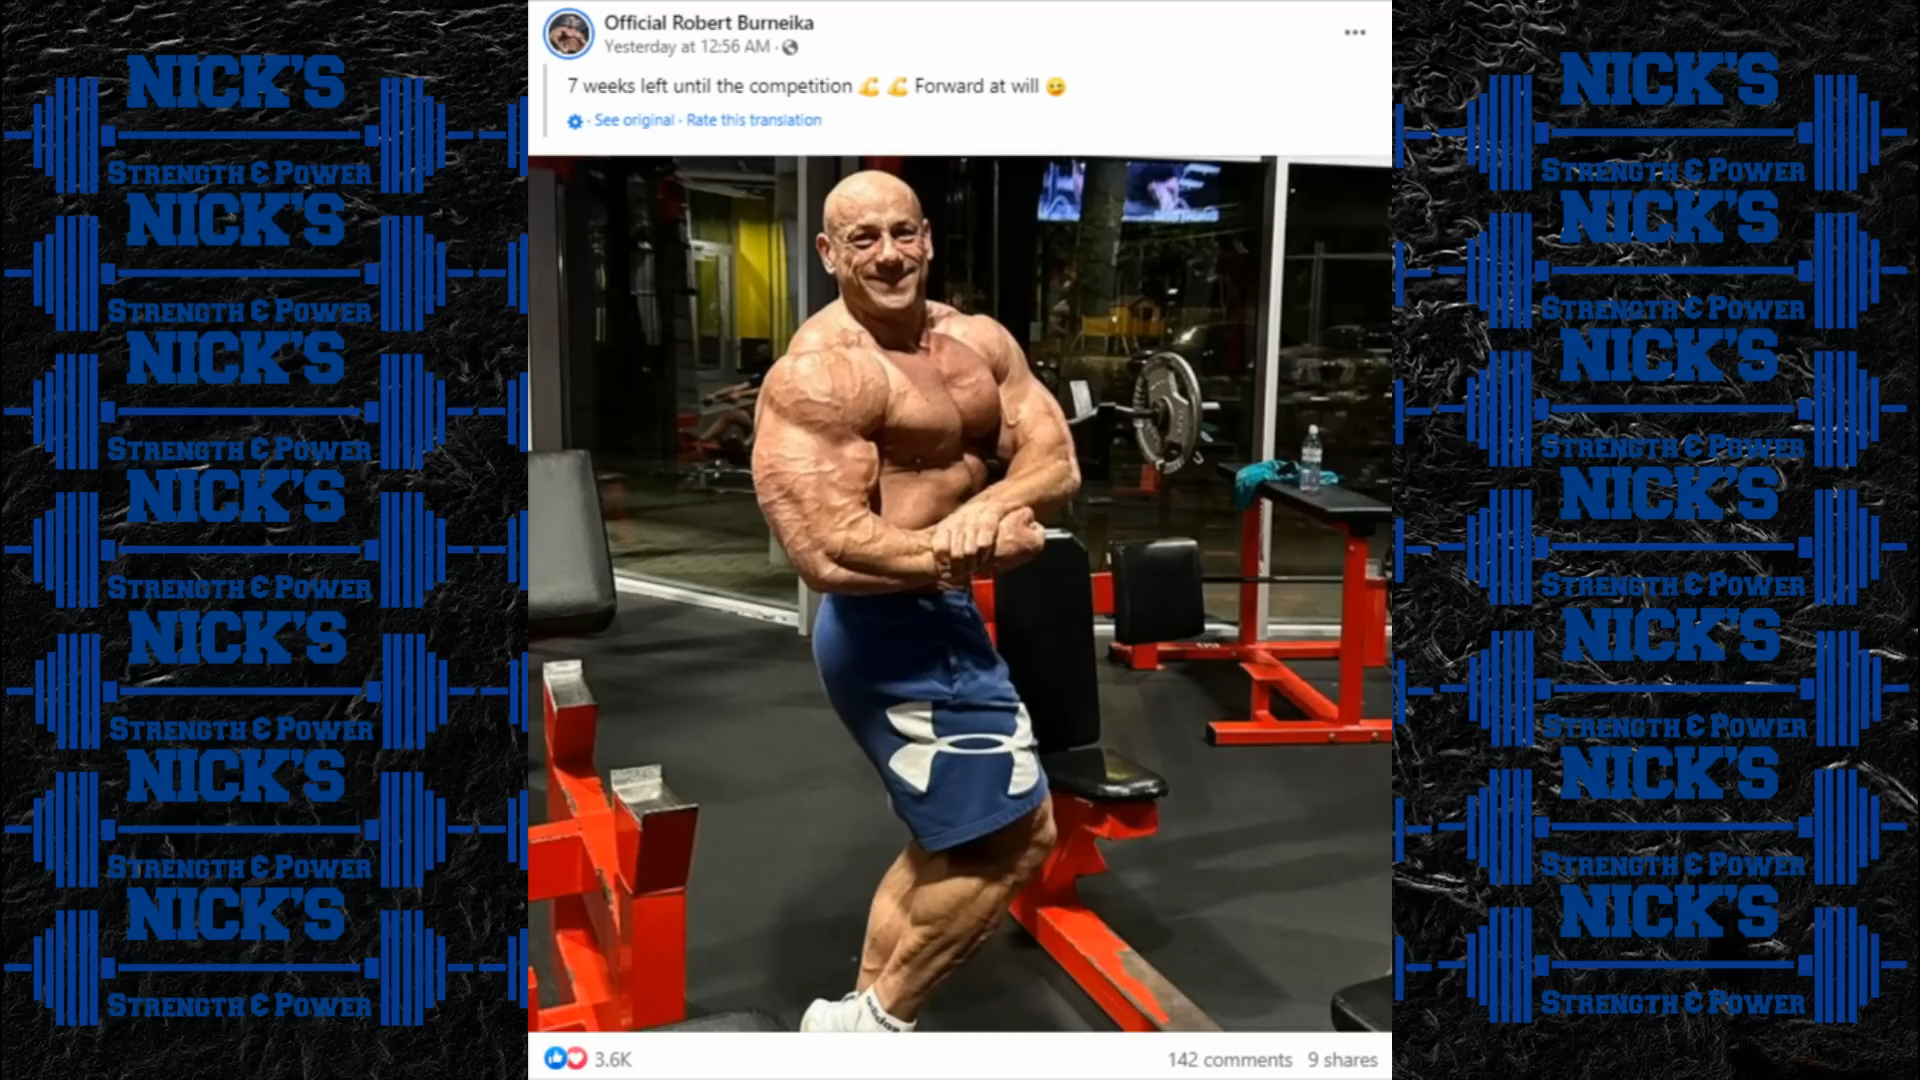 Official Robert Burneika
Yesterday at 12:56 AM ·
7 weeks left until the competition 💪 💪 Forward at will 😉
· See original · Rate this translation
3.6K
142 comments 9 shares
NICK'S
STRENGTH & POWER
NICK'S
STRENGTH & POWER
NICK'S
STRENGTH & POWER
NICK'S
STRENGTH & POWER
NICK'S
STRENGTH & POWER
NICK'S
STRENGTH & POWER
NICK'S
STRENGTH & POWER
NICK'S
STRENGTH & POWER
NICK'S
STRENGTH & POWER
NICK'S
STRENGTH & POWER
NICK'S
STRENGTH & POWER
NICK'S
STRENGTH & POWER
NICK'S
STRENGTH & POWER
NICK'S
STRENGTH & POWER
adidas